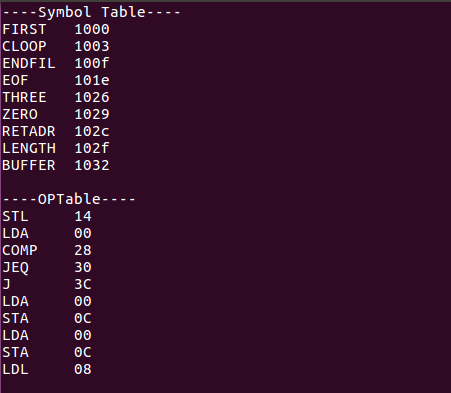 ----Symbol Table----
FIRST 1000
CLOOP 1003
ENDFIL 100f
EOF 101e
THREE 1026
ZERO 1029
RETADR 102c
LENGTH 102f
BUFFER 1032
----OPTable----
STL 14
LDA 00
COMP 28
JEQ 30
J 3C
LDA 00
STA 0C
LDA 00
STA 0C
LDL 08